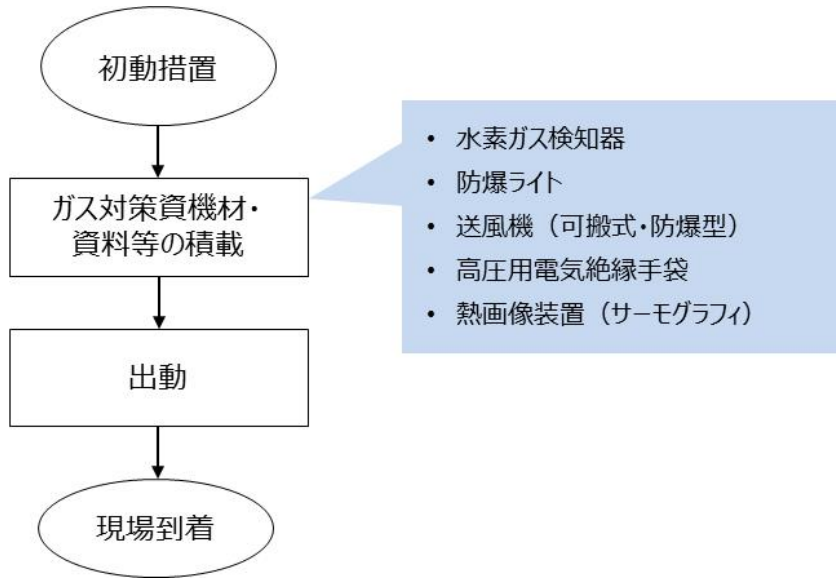 初動措置
ガス対策資機材・
資料等の積載
• 水素ガス検知器
• 防爆ライト
• 送風機（可搬式・防爆型）
• 高圧用電気絶縁手袋
• 熱画像装置（サーモグラフィ）
出動
現場到着